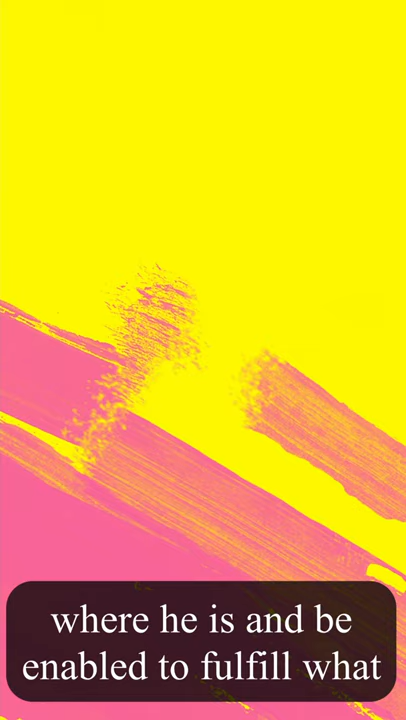 where he is and be
enabled to fulfill what